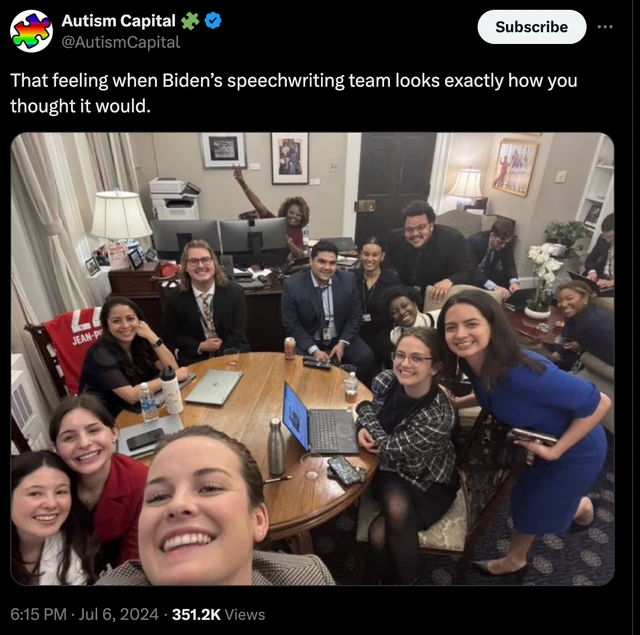 Autism Capital 🧩
@AutismCapital
Subscribe
That feeling when Biden’s speechwriting team looks exactly how you
thought it would.
JEAN-P
6:15 PM · Jul 6, 2024 · 351.2K Views